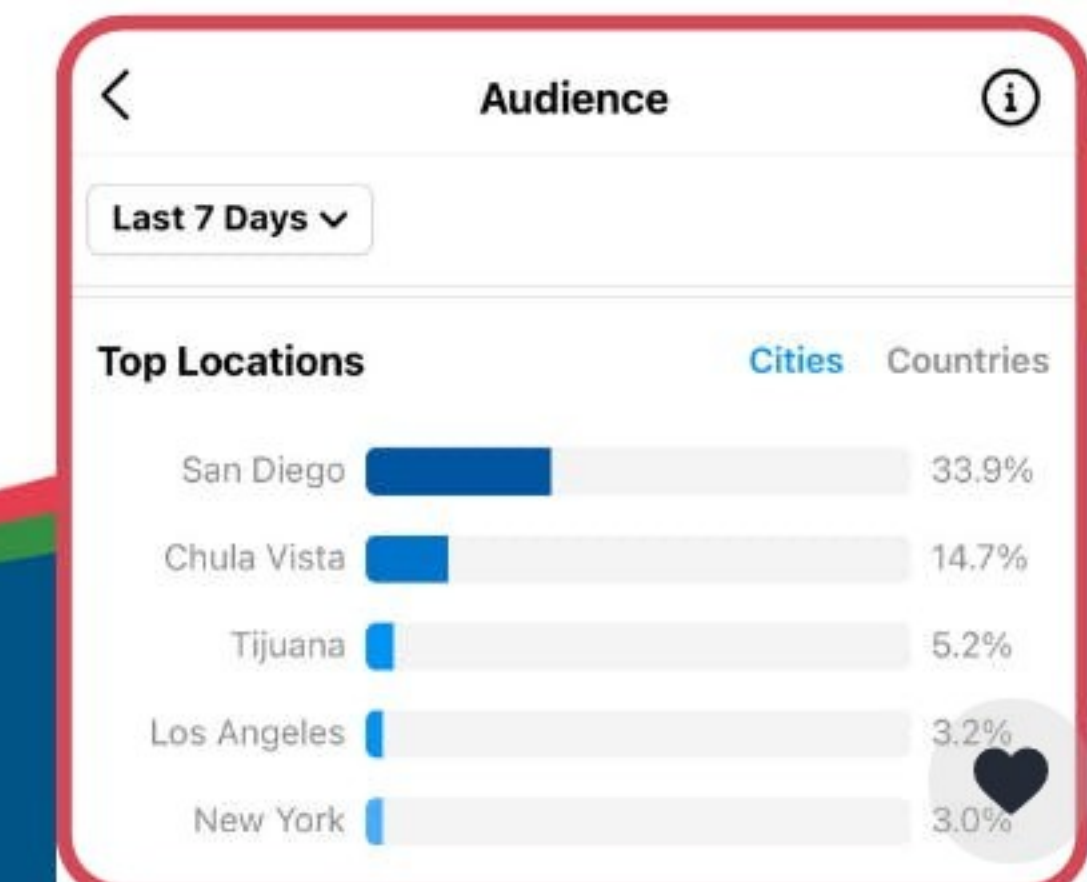 Audience
Last 7 Days
Top Locations Cities Countries
San Diego 33.9%
Chula Vista 14.7%
Tijuana 5.2%
Los Angeles 3.2%
New York 3.0%